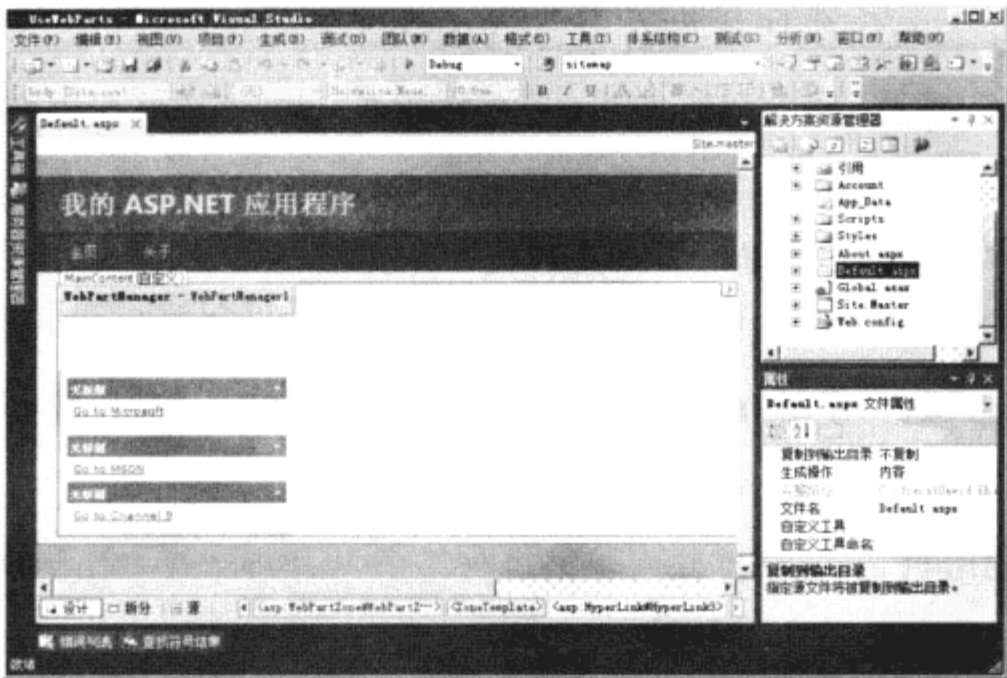 UseWebParts - Microsoft Visual Studio
文件(F) 编辑(E) 视图(V) 项目(P) 生成(B) 调试(D) 团队(M) 数据(A) 格式(O) 工具(T) 体系结构(C) 测试(S) 分析(N) 窗口(W) 帮助(H)
Debug sitemap
Default.aspx
Site.master
工具箱
我的 ASP.NET 应用程序
主页 关于
MainContent (自定义)
WebPartManager - WebPartManager1
无标题
Go to Microsoft
无标题
Go to MSDN
无标题
Go to Channel 9
设计 拆分 源 <asp:HyperLink#HyperLink3>
<ZoneTemplate>
错误列表 查找符号结果
就绪
解决方案资源管理器
引用
Account
App_Data
Scripts
Styles
About.aspx
Default.aspx
Global.asax
Site.Master
Web.config
属性
Default.aspx 文件属性
复制到输出目录 不复制
生成操作 内容
文件名 Default.aspx
自定义工具
自定义工具命名
复制到输出目录
指定源文件将被复制到输出目录。